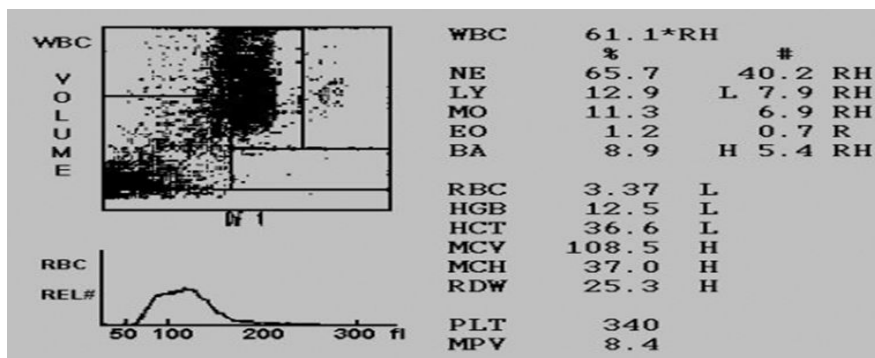 WBC
VOLUME
DF 1
RBC
REL#
50 100 200 300 fl
WBC 61.1*RH
% #
NE 65.7 40.2 RH
LY 12.9 L 7.9 RH
MO 11.3 6.9 RH
EO 1.2 0.7 R
BA 8.9 H 5.4 RH
RBC 3.37 L
HGB 12.5 L
HCT 36.6 L
MCV 108.5 H
MCH 37.0 H
RDW 25.3 H
PLT 340
MPV 8.4